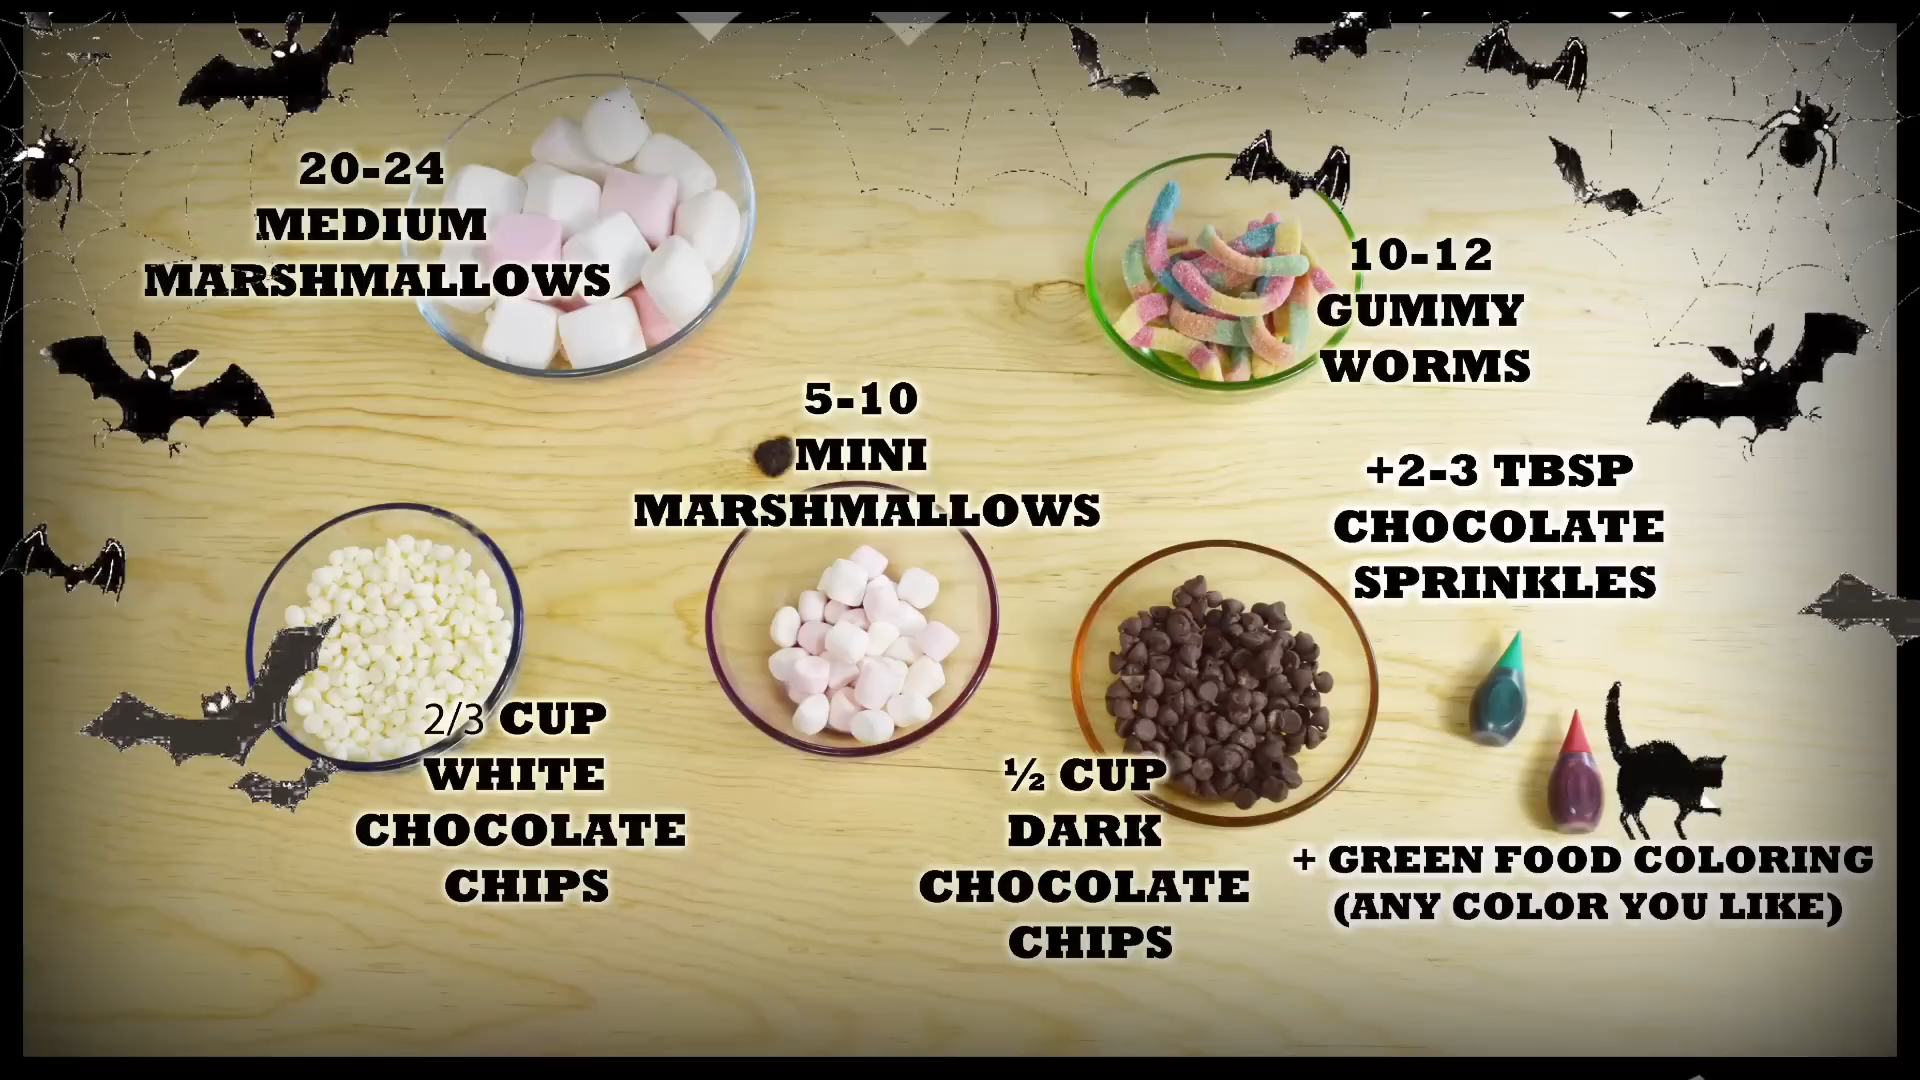 20-24
MEDIUM
MARSHMALLOWS
10-12
GUMMY
WORMS
5-10
MINI
MARSHMALLOWS
+2-3 TBSP
CHOCOLATE
SPRINKLES
2/3 CUP
WHITE
CHOCOLATE
CHIPS
½ CUP
DARK
CHOCOLATE
CHIPS
+ GREEN FOOD COLORING
(ANY COLOR YOU LIKE)